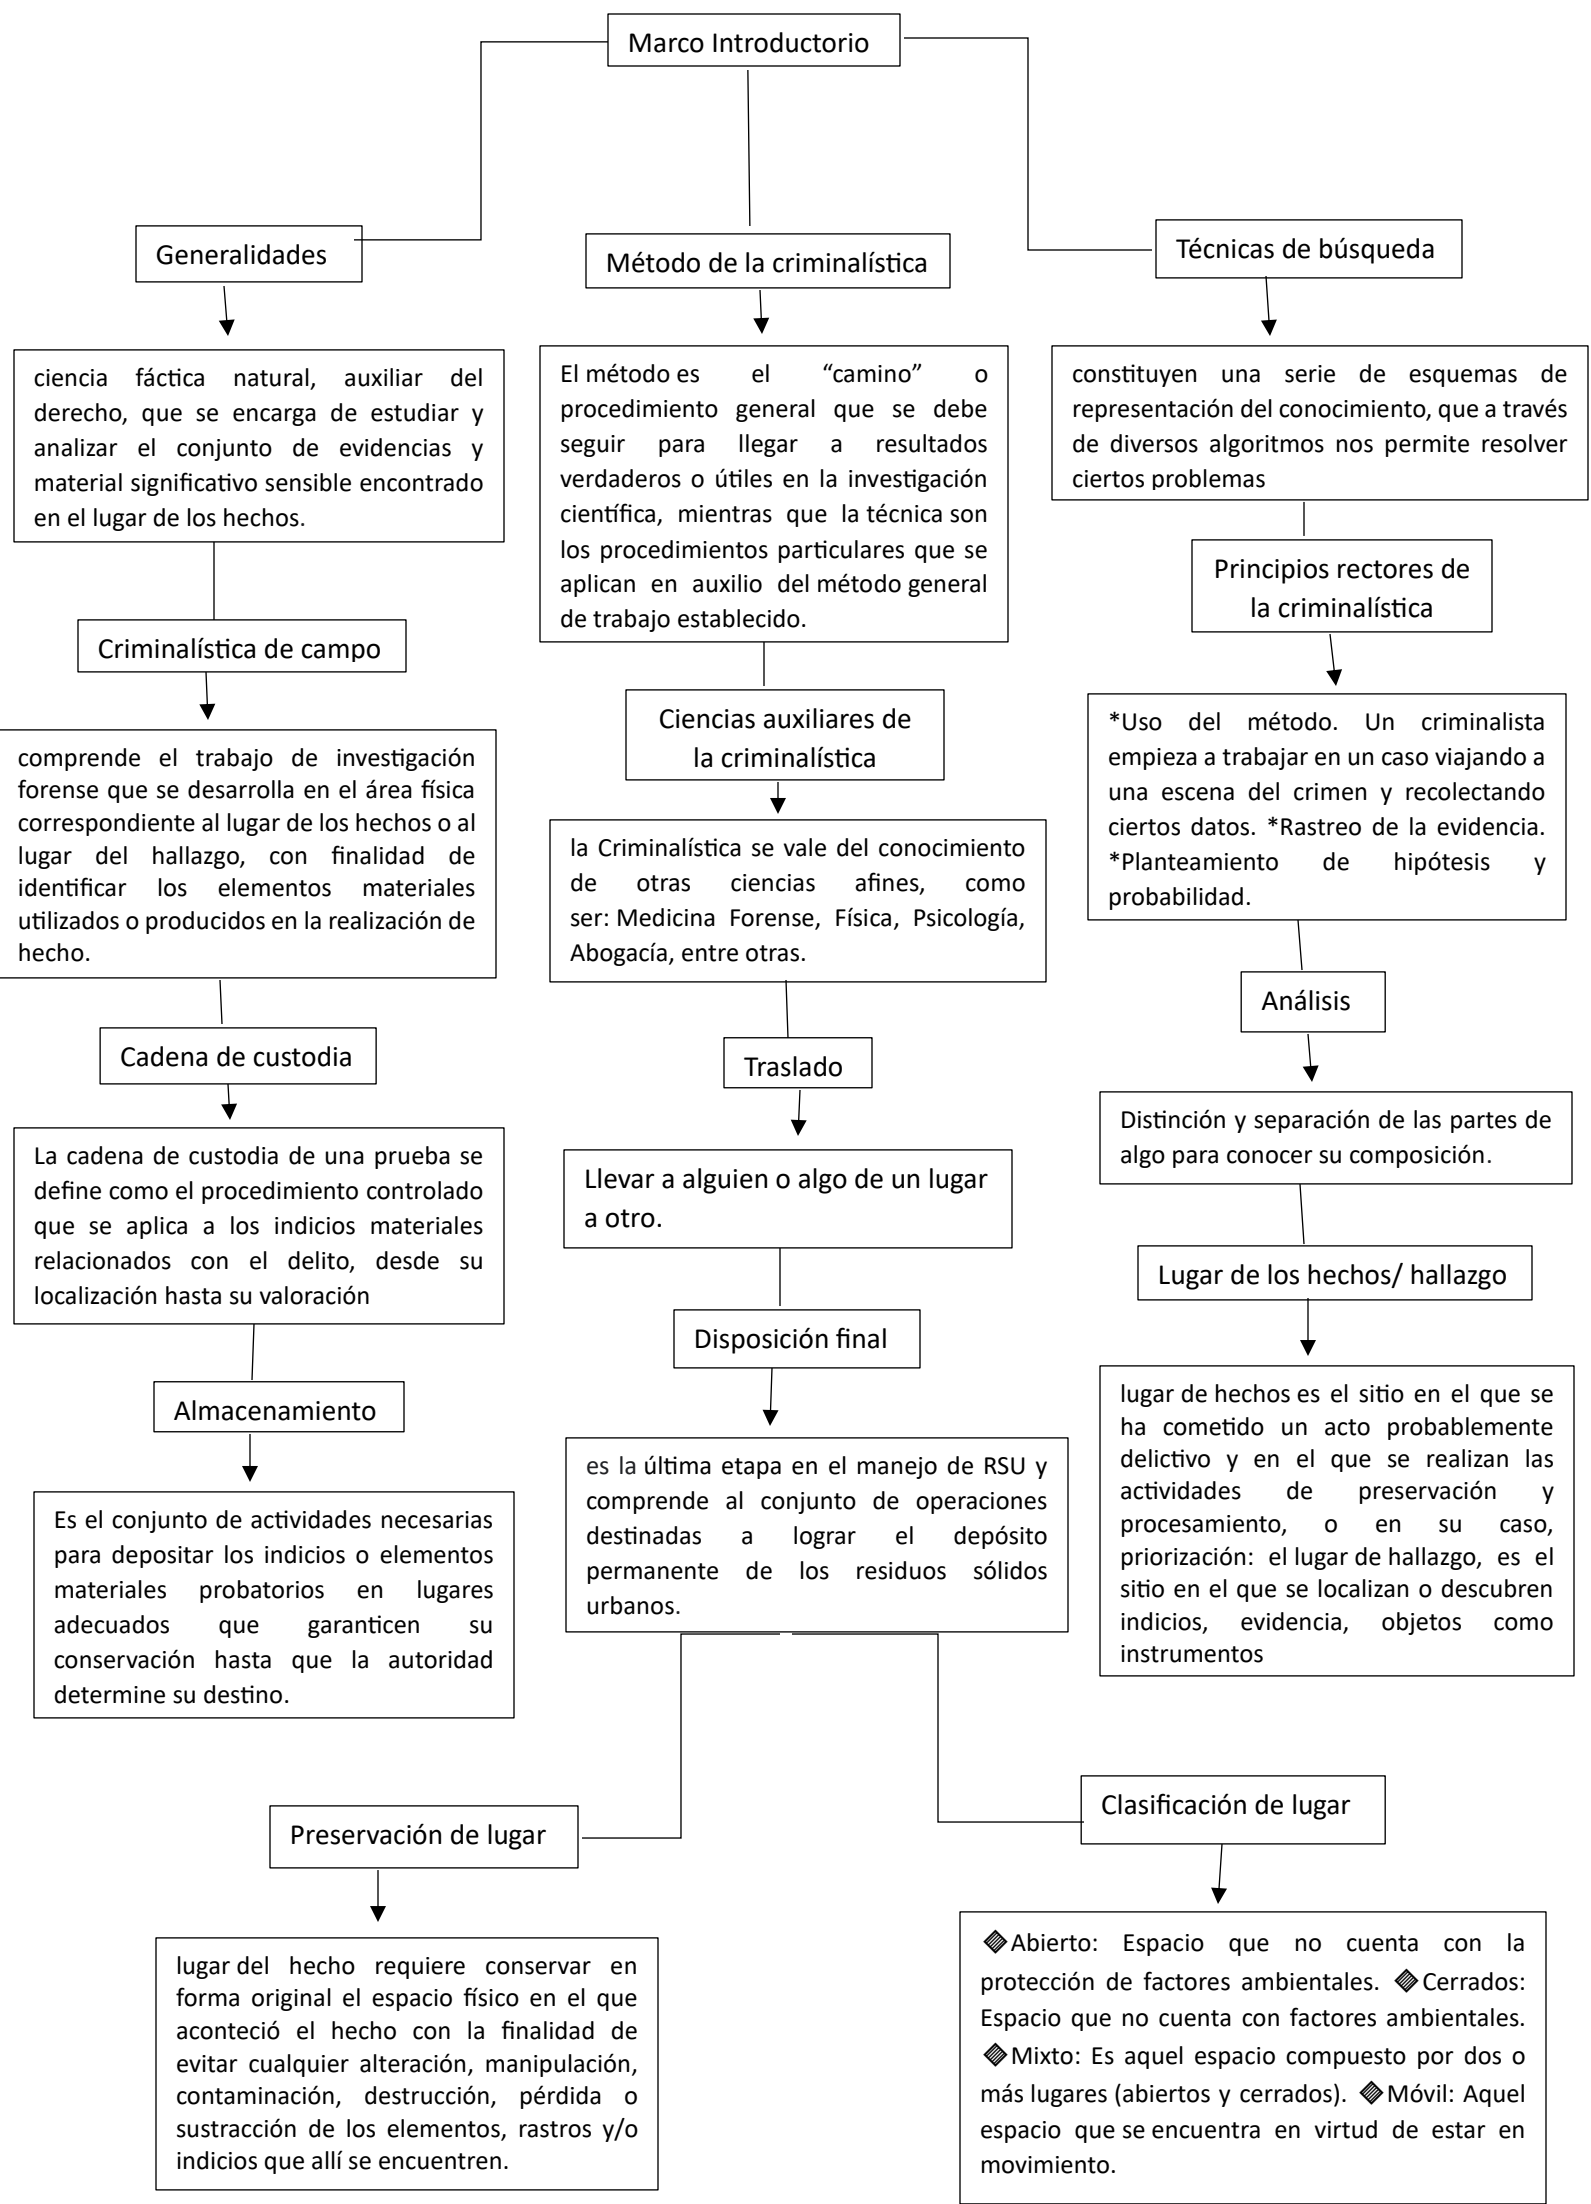 Marco Introductorio
Generalidades
ciencia fáctica natural, auxiliar del
derecho, que se encarga de estudiar y
analizar el conjunto de evidencias y
material significativo sensible encontrado
en el lugar de los hechos.
Criminalística de campo
comprende el trabajo de investigación
forense que se desarrolla en el área física
correspondiente al lugar de los hechos o al
lugar del hallazgo, con finalidad de
identificar los elementos materiales
utilizados o producidos en la realización de
hecho.
Cadena de custodia
La cadena de custodia de una prueba se
define como el procedimiento controlado
que se aplica a los indicios materiales
relacionados con el delito, desde su
localización hasta su valoración
Almacenamiento
Es el conjunto de actividades necesarias
para depositar los indicios o elementos
materiales probatorios en lugares
adecuados que garanticen su
conservación hasta que la autoridad
determine su destino.
Método de la criminalística
El método es el “camino” o
procedimiento general que se debe
seguir para llegar a resultados
verdaderos o útiles en la investigación
científica, mientras que la técnica son
los procedimientos particulares que se
aplican en auxilio del método general
de trabajo establecido.
Ciencias auxiliares de
la criminalística
la Criminalística se vale del conocimiento
de otras ciencias afines, como
ser: Medicina Forense, Física, Psicología,
Abogacía, entre otras.
Traslado
Llevar a alguien o algo de un lugar
a otro.
Disposición final
es la última etapa en el manejo de RSU y
comprende al conjunto de operaciones
destinadas a lograr el depósito
permanente de los residuos sólidos
urbanos.
Técnicas de búsqueda
constituyen una serie de esquemas de
representación del conocimiento, que a través
de diversos algoritmos nos permite resolver
ciertos problemas
Principios rectores de
la criminalística
*Uso del método. Un criminalista
empieza a trabajar en un caso viajando a
una escena del crimen y recolectando
ciertos datos. *Rastreo de la evidencia.
*Planteamiento de hipótesis y
probabilidad.
Análisis
Distinción y separación de las partes de
algo para conocer su composición.
Lugar de los hechos/ hallazgo
lugar de hechos es el sitio en el que se
ha cometido un acto probablemente
delictivo y en el que se realizan las
actividades de preservación y
procesamiento, o en su caso,
priorización: el lugar de hallazgo, es el
sitio en el que se localizan o descubren
indicios, evidencia, objetos como
instrumentos
Preservación de lugar
lugar del hecho requiere conservar en
forma original el espacio físico en el que
aconteció el hecho con la finalidad de
evitar cualquier alteración, manipulación,
contaminación, destrucción, pérdida o
sustracción de los elementos, rastros y/o
indicios que allí se encuentren.
Clasificación de lugar
Abierto: Espacio que no cuenta con la
protección de factores ambientales. Cerrados:
Espacio que no cuenta con factores ambientales.
Mixto: Es aquel espacio compuesto por dos o
más lugares (abiertos y cerrados). Móvil: Aquel
espacio que se encuentra en virtud de estar en
movimiento.